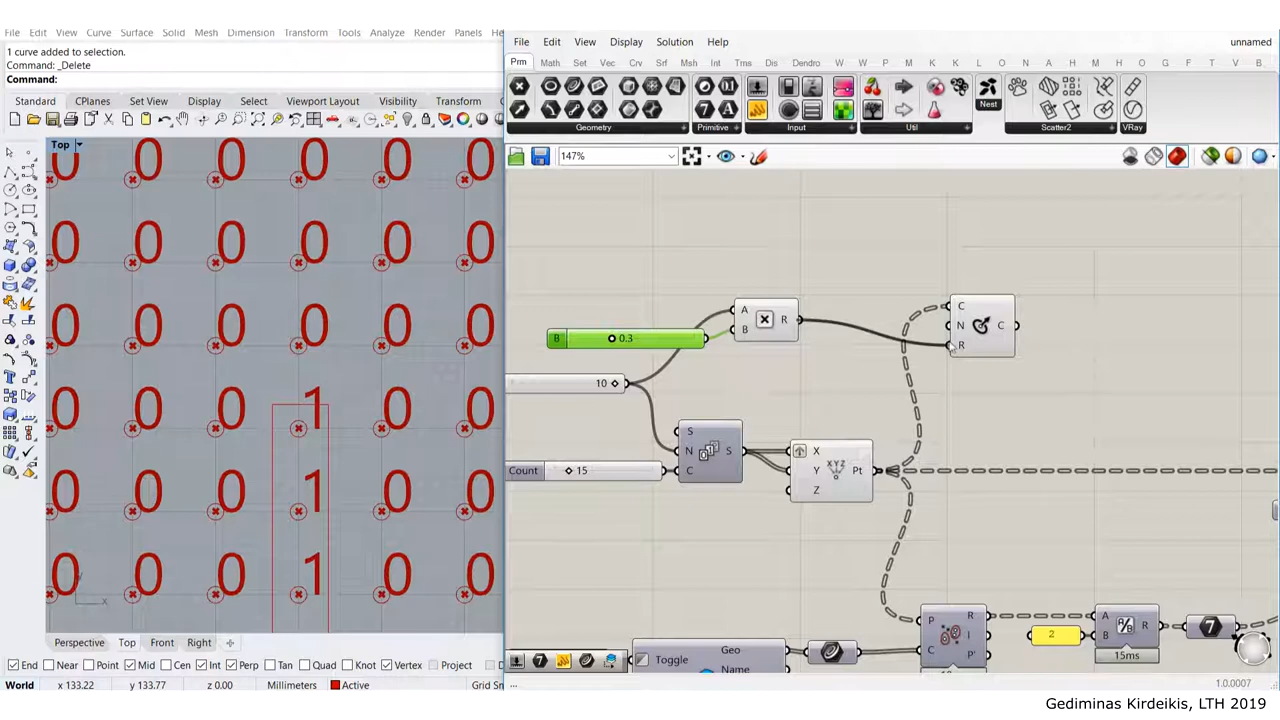 File Edit View Curve Surface Solid Mesh Dimension Transform Tools Analyze Render Panels He
1 curve added to selection.
Command: _Delete
Command:
Standard CPlanes Set View Display Select Viewport Layout Visibility Transform
Top
0 0 0 0 0 0
0 0 0 0 0 0
0 0 0 0 0 0
0 0 0 1 0 0
0 0 0 1 0 0
0 0 0 1 0 0
y
x
Perspective Top Front Right
End Near Point Mid Cen Int Perp Tan Quad Knot Vertex Project
World x 133.22 y 133.77 z 0.00 Millimeters Active Grid Sn
File Edit View Display Solution Help unnamed
Prm Math Set Vec Crv Srf Msh Int Trns Dis Dendro W K U P M K K L O N A H M T R G F T V B.
Nest
Geometry Primitive Input Util Scatter2 VRay
147%
A
B
R
B 0.3
10
Count 15
S
N
C
S
X
Y
Z
XYZ
Pt
C
N
R
C
P
C
R
I
P'
A
B
A/B
R
15ms
2
7
Toggle
Geo
Name
...
1.0.0007
Gediminas Kirdeikis, LTH 2019